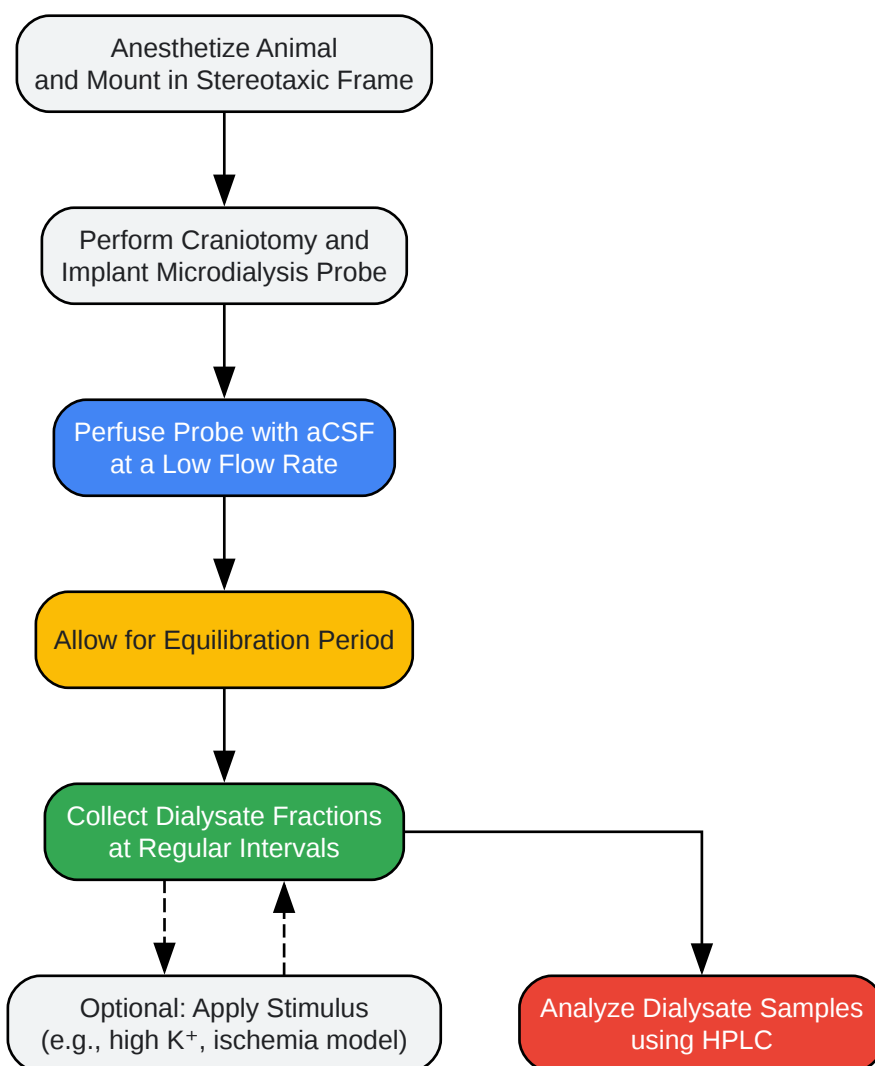 Anesthetize Animal
and Mount in Stereotaxic Frame
Perform Craniotomy and
Implant Microdialysis Probe
Perfuse Probe with aCSF
at a Low Flow Rate
Allow for Equilibration Period
Collect Dialysate Fractions
at Regular Intervals
Optional: Apply Stimulus
(e.g., high K⁺, ischemia model)
Analyze Dialysate Samples
using HPLC